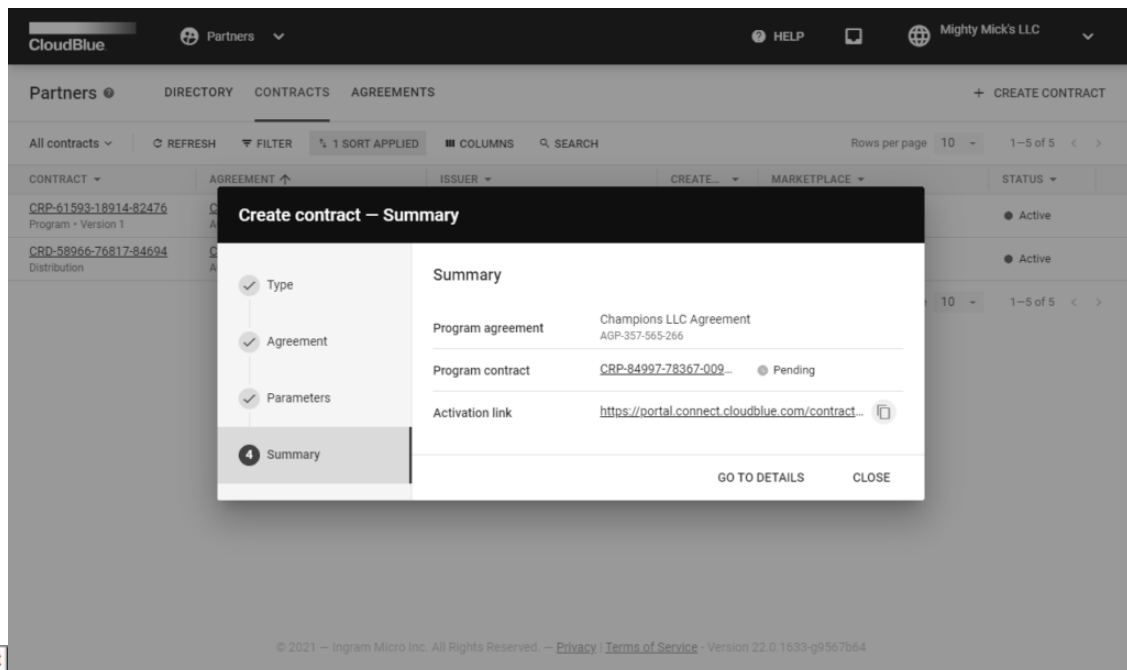 CloudBlue
Partners
HELP
Mighty Mick's LLC
Partners
DIRECTORY CONTRACTS AGREEMENTS
+ CREATE CONTRACT
All contracts REFRESH FILTER 1 SORT APPLIED COLUMNS SEARCH Rows per page 10 1–5 of 5
CONTRACT AGREEMENT ISSUER CREATE... MARKETPLACE STATUS
CRP-61593-18914-82476 Active
Program • Version 1
CRD-58966-76817-84694 Active
Distribution
10 1–5 of 5
Create contract — Summary
Type
Agreement
Parameters
4 Summary
Summary
Program agreement Champions LLC Agreement
AGP-357-565-266
Program contract CRP-84997-78367-009... Pending
Activation link https://portal.connect.cloudblue.com/contract...
GO TO DETAILS CLOSE
© 2021 — Ingram Micro Inc. All Rights Reserved. — Privacy | Terms of Service - Version 22.0.1633-g9567b64